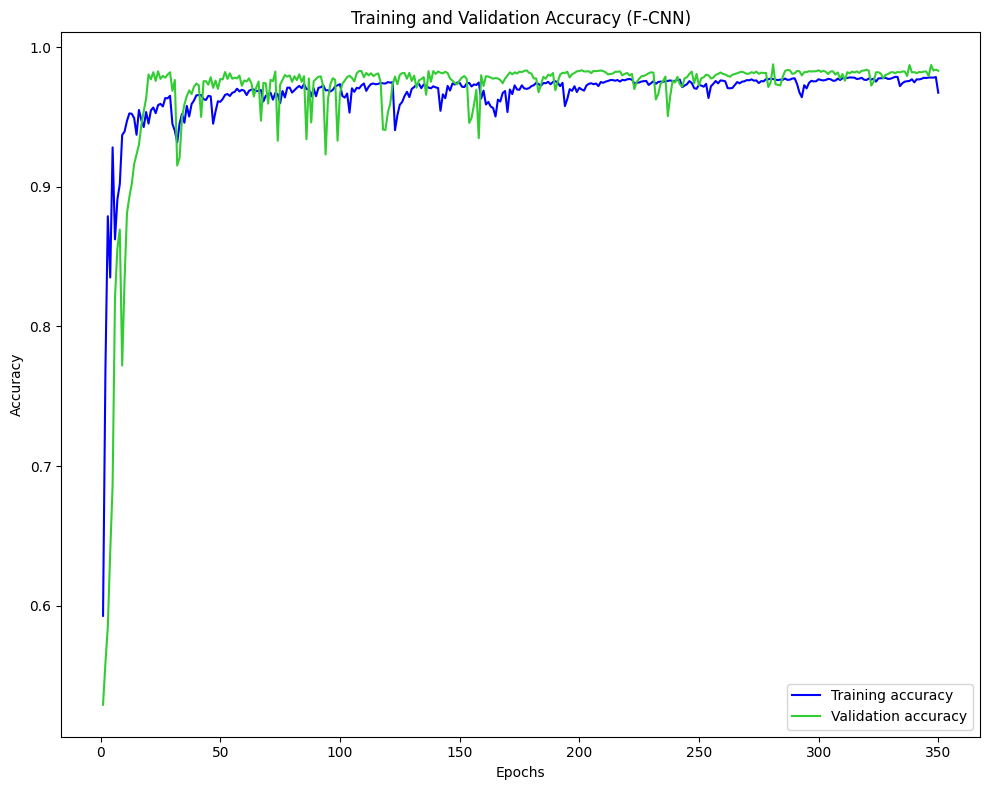 Training and Validation Accuracy (F-CNN)
1.0
0.9
0.8
0.7
0.6
Accuracy
0 50 100 150 200 250 300 350
Epochs
Training accuracy
Validation accuracy